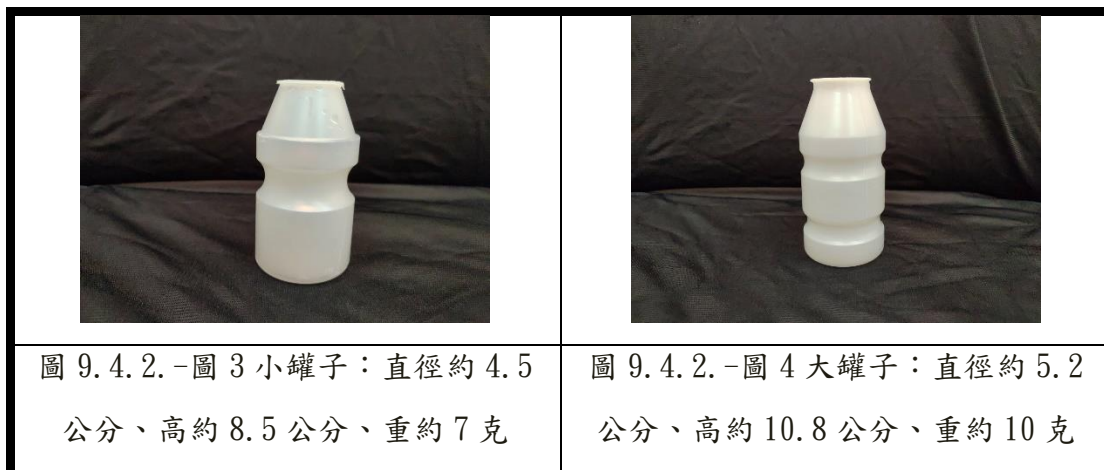 圖 9.4.2.-圖 3 小罐子：直徑約 4.5
公分、高約 8.5 公分、重約 7 克
圖 9.4.2.-圖 4 大罐子：直徑約 5.2
公分、高約 10.8 公分、重約 10 克